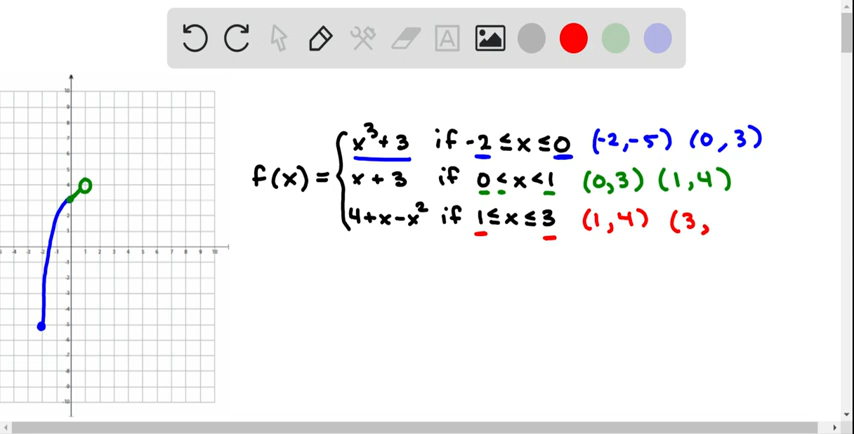 A
f(x) = { x³ + 3 if -2 ≤ x ≤ 0 (-2, -5) (0, 3)
x + 3 if 0 ≤ x < 1 (0, 3) (1, 4)
4 + x - x² if 1 ≤ x ≤ 3 (1, 4) (3,